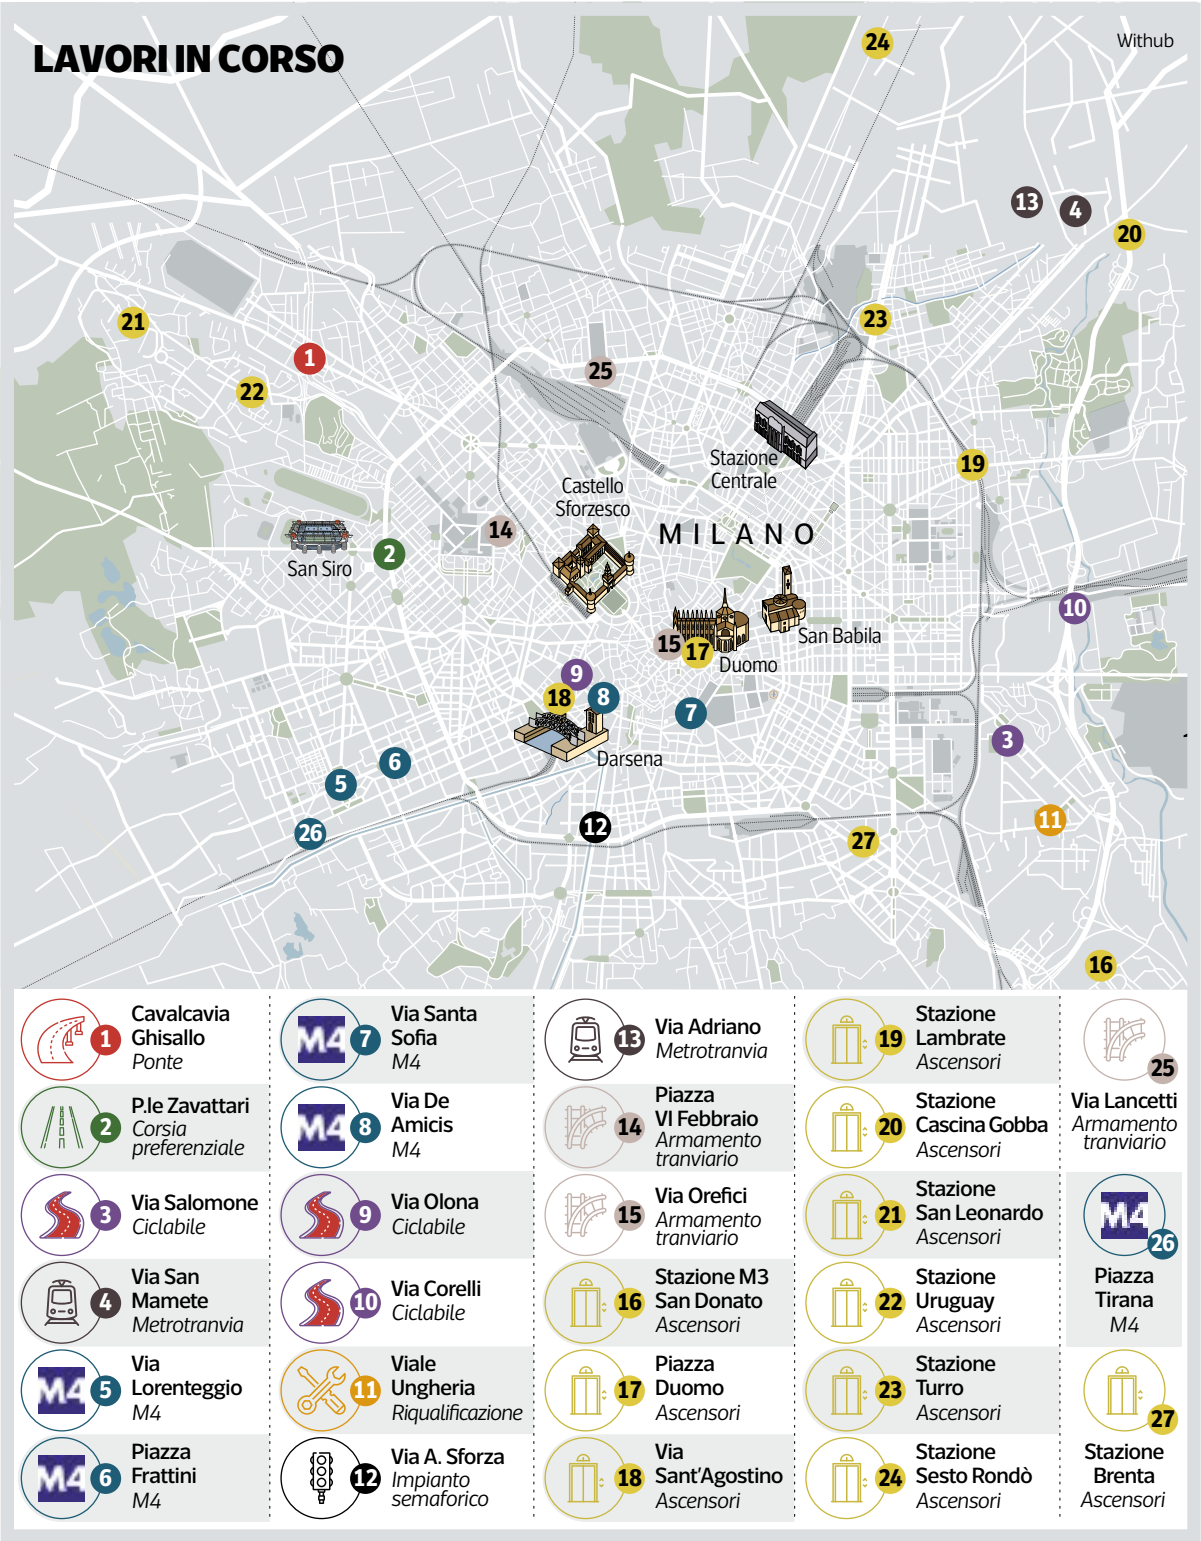 LAVORI IN CORSO
Withub
24
13
4
20
21
23
1
25
22
Stazione
Centrale
19
Castello
Sforzesco
14
MILANO
San Siro
2
10
15
17
San Babila
Duomo
9
18
8
7
3
Darsena
6
5
26
12
11
27
16
1
Cavalcavia
Ghisallo
Ponte
2
P.le Zavattari
Corsia
preferenziale
3
Via Salomone
Ciclabile
4
Via San
Mamete
Metrotranvia
M4
5
Via
Lorenteggio
M4
M4
6
Piazza
Frattini
M4
M4
7
Via Santa
Sofia
M4
M4
8
Via De
Amicis
M4
9
Via Olona
Ciclabile
10
Via Corelli
Ciclabile
11
Viale
Ungheria
Riqualificazione
12
Via A. Sforza
Impianto
semaforico
13
Via Adriano
Metrotranvia
14
Piazza
VI Febbraio
Armamento
tranviario
15
Via Orefici
Armamento
tranviario
16
Stazione M3
San Donato
Ascensori
17
Piazza
Duomo
Ascensori
18
Via
Sant'Agostino
Ascensori
19
Stazione
Lambrate
Ascensori
20
Stazione
Cascina Gobba
Ascensori
21
Stazione
San Leonardo
Ascensori
22
Stazione
Uruguay
Ascensori
23
Stazione
Turro
Ascensori
24
Stazione
Sesto Rondò
Ascensori
25
Via Lancetti
Armamento
tranviario
M4
26
Piazza
Tirana
M4
27
Stazione
Brenta
Ascensori